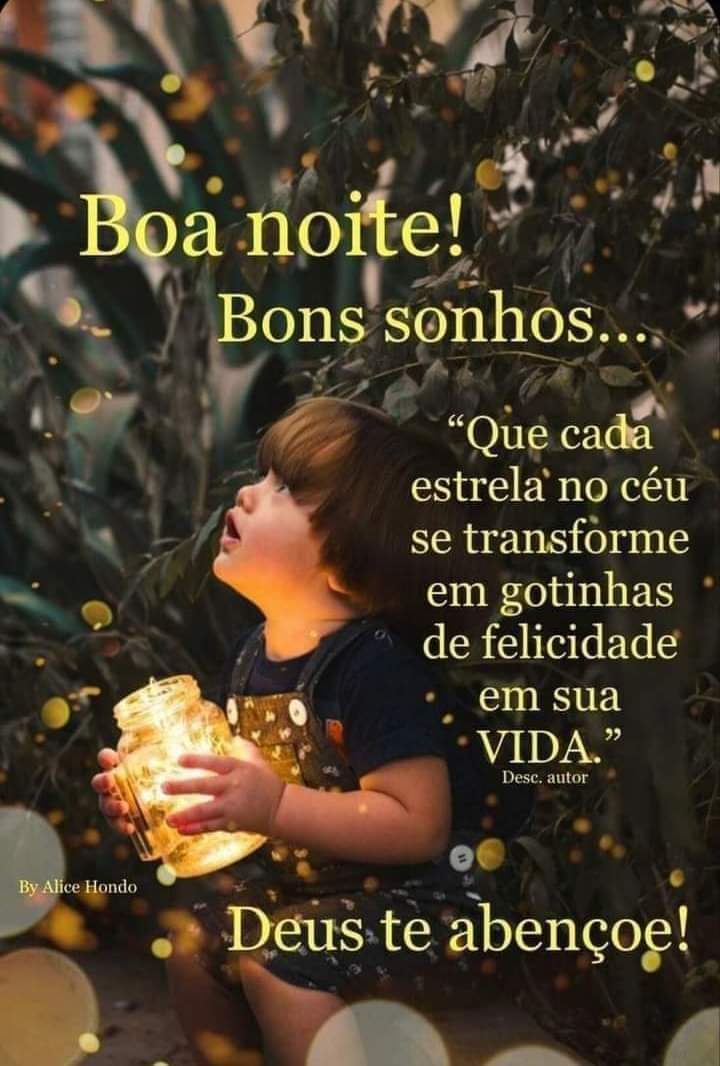 Boa noite!
Bons sonhos...
“Que cada
estrela no céu
se transforme
em gotinhas
de felicidade
em sua
VIDA.”
Desc. autor
By Alice Hondo
Deus te abençoe!